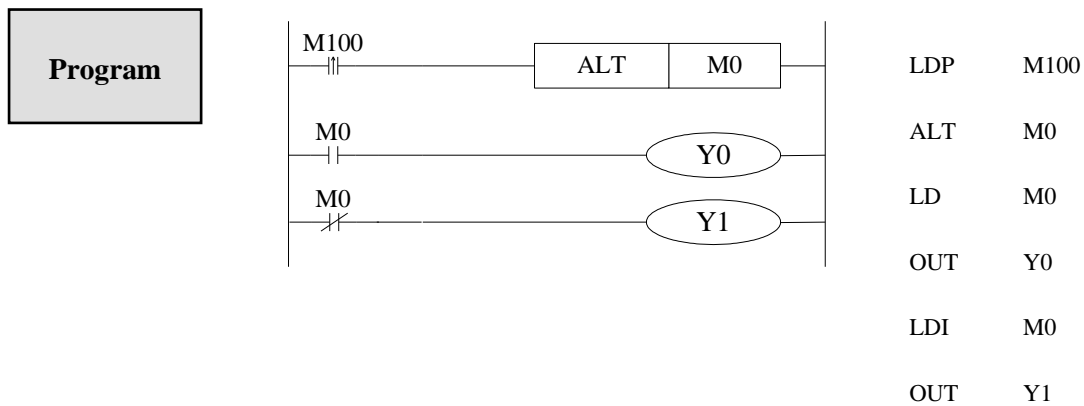 Program
M100
ALT M0
M0
Y0
M0
Y1
LDP M100
ALT M0
LD M0
OUT Y0
LDI M0
OUT Y1